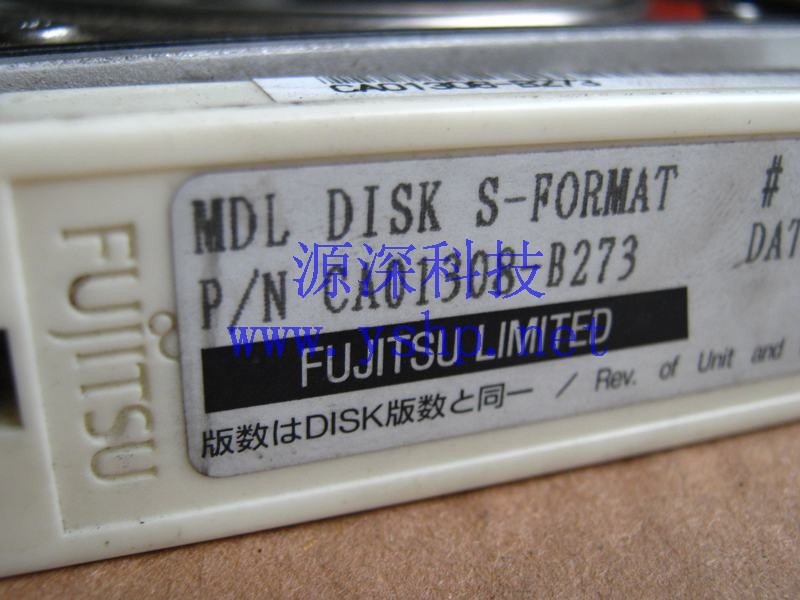 CA01308-B273
FUJITSU
MDL DISK S-FORMAT #
P/N CA01308-B273 DAT
FUJITSU LIMITED
版数はDISK版数と同一 / Rev. of Unit and
源深科技
www.yshp.net